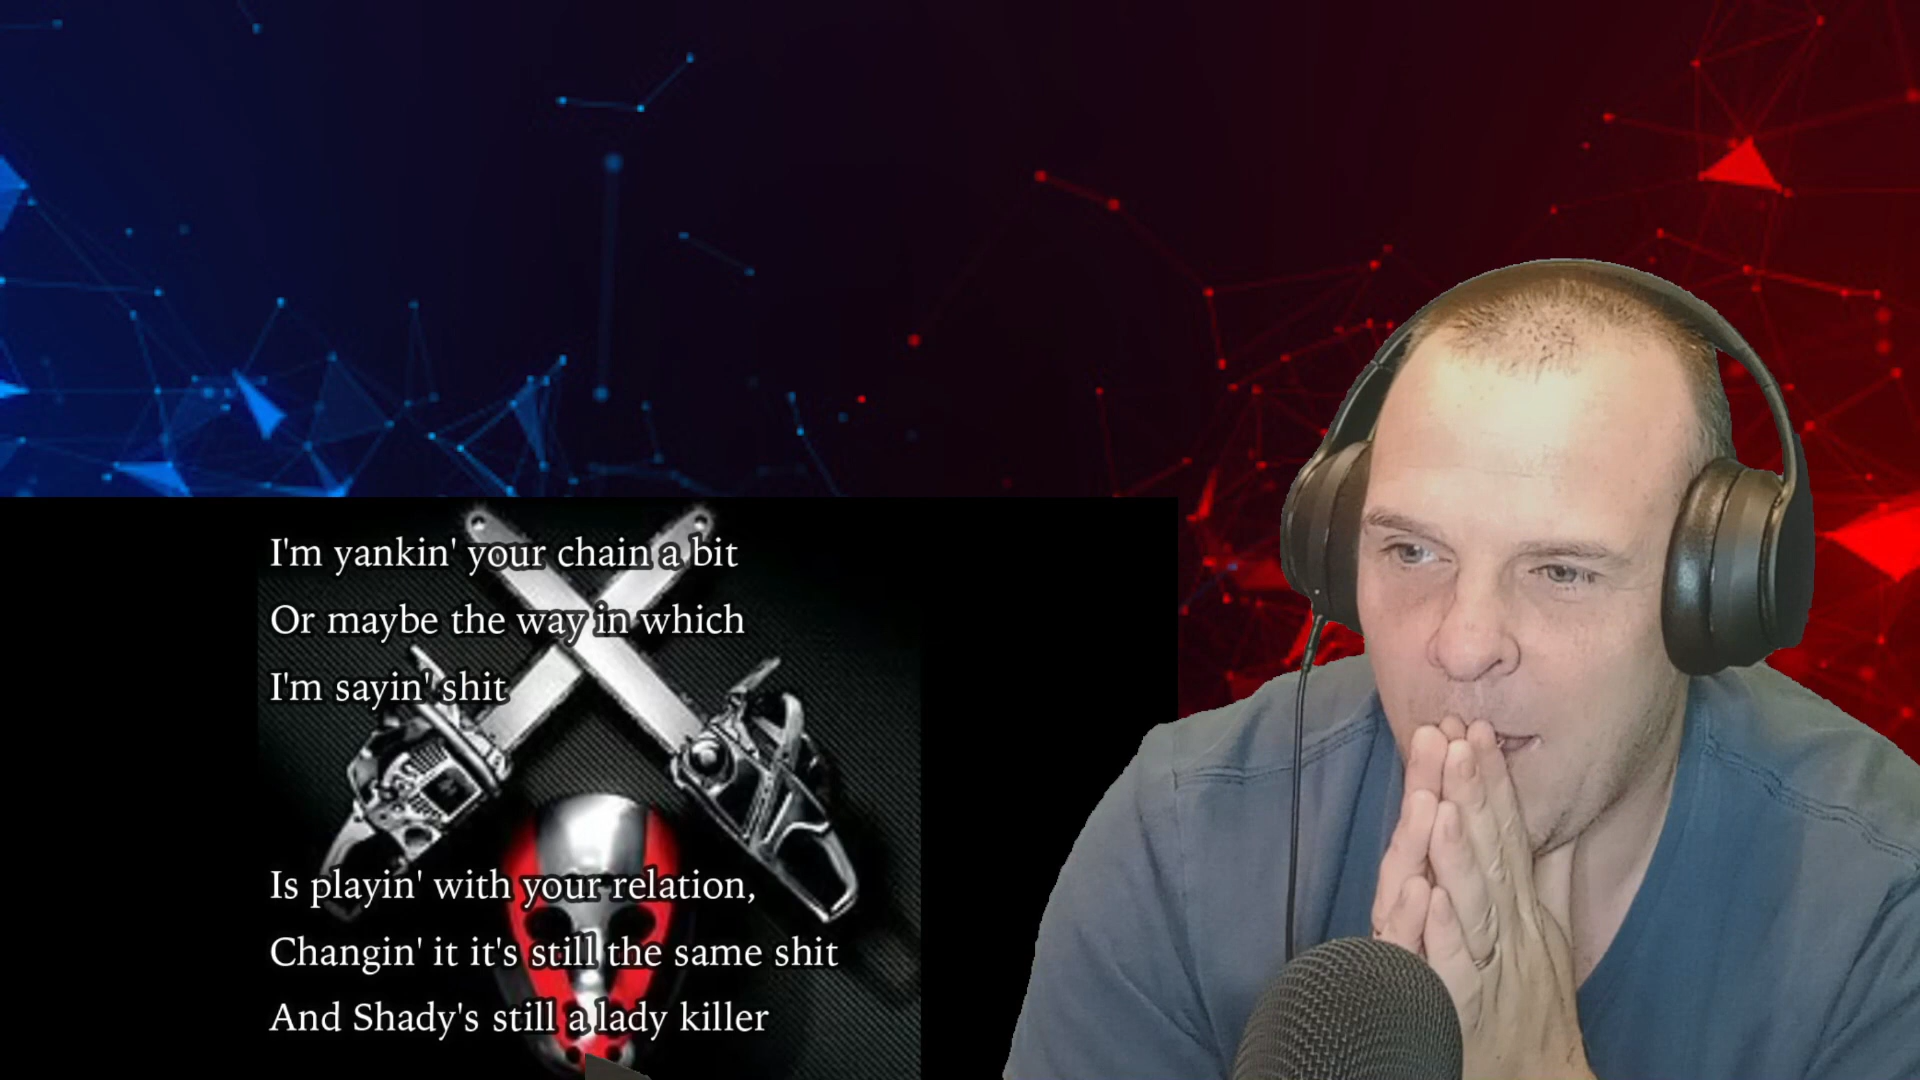 I'm yankin' your chain a bit
Or maybe the way in which
I'm sayin' shit
Is playin' with your relation,
Changin' it it's still the same shit
And Shady's still a lady killer